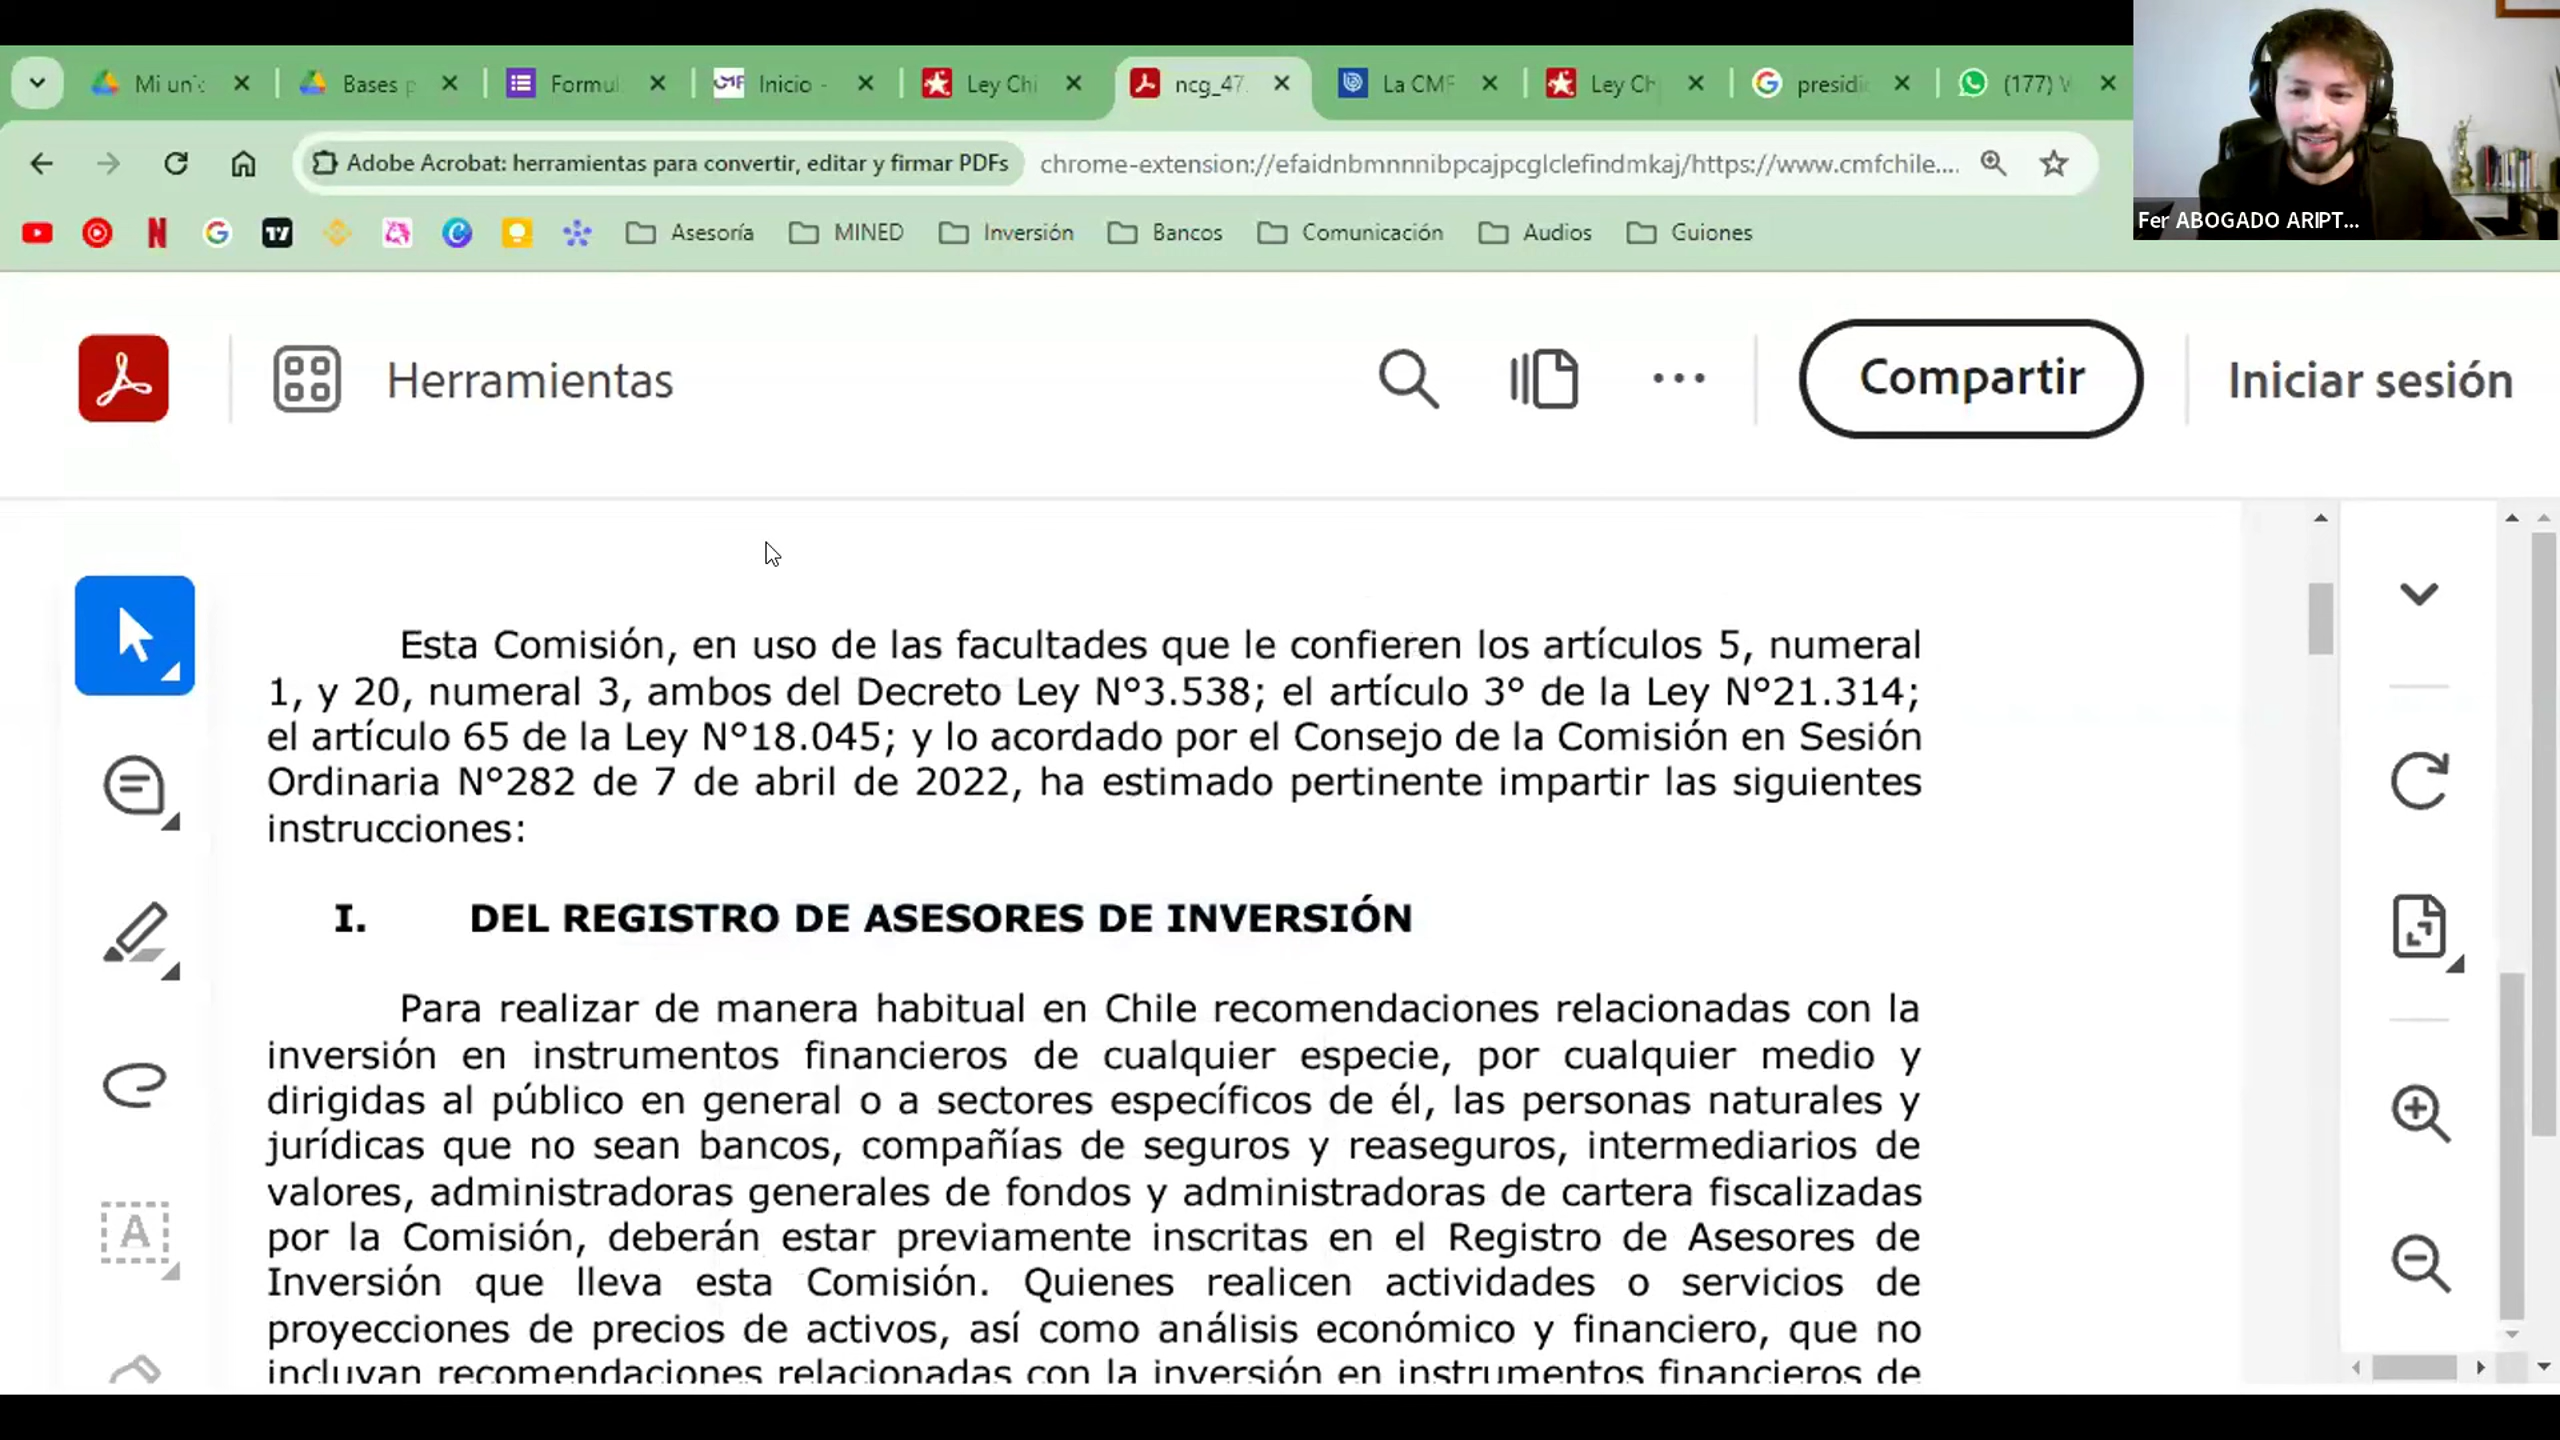 Mi uni
Bases p
Formul
CMF
Inicio -
Ley Chi
ncg_47
La CMF
Ley Ch
presidi
(177) W
Adobe Acrobat: herramientas para convertir, editar y firmar PDFs
chrome-extension://efaidnbmnnnibpcajpcglclefindmkaj/https://www.cmfchile....
Asesoría
MINED
Inversión
Bancos
Comunicación
Audios
Guiones
Fer ABOGADO ARIPT...
Herramientas
Compartir
Iniciar sesión
Esta Comisión, en uso de las facultades que le confieren los artículos 5, numeral
1, y 20, numeral 3, ambos del Decreto Ley N°3.538; el artículo 3° de la Ley N°21.314;
el artículo 65 de la Ley N°18.045; y lo acordado por el Consejo de la Comisión en Sesión
Ordinaria N°282 de 7 de abril de 2022, ha estimado pertinente impartir las siguientes
instrucciones:
I. DEL REGISTRO DE ASESORES DE INVERSIÓN
Para realizar de manera habitual en Chile recomendaciones relacionadas con la
inversión en instrumentos financieros de cualquier especie, por cualquier medio y
dirigidas al público en general o a sectores específicos de él, las personas naturales y
jurídicas que no sean bancos, compañías de seguros y reaseguros, intermediarios de
valores, administradoras generales de fondos y administradoras de cartera fiscalizadas
por la Comisión, deberán estar previamente inscritas en el Registro de Asesores de
Inversión que lleva esta Comisión. Quienes realicen actividades o servicios de
proyecciones de precios de activos, así como análisis económico y financiero, que no
incluyan recomendaciones relacionadas con la inversión en instrumentos financieros de